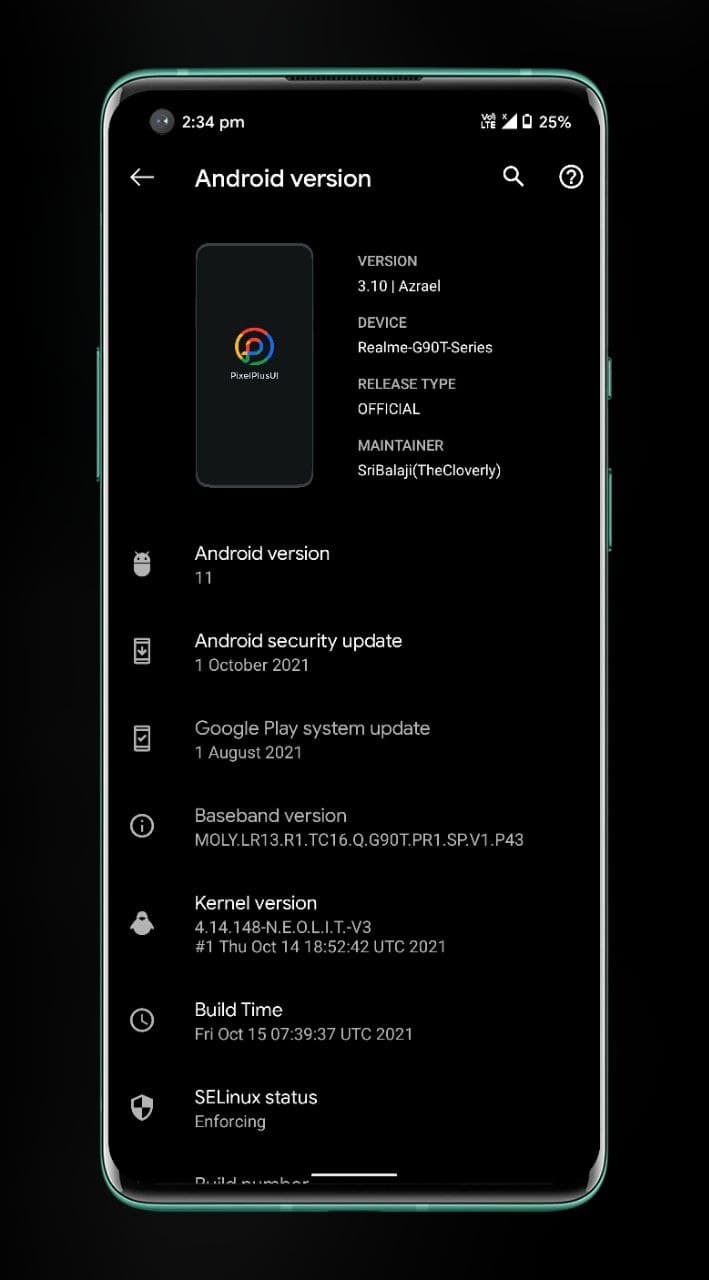 2:34 pm
Vo))
LTE
x
25%
Android version
PixelPlusUI
VERSION
3.10 | Azrael
DEVICE
Realme-G90T-Series
RELEASE TYPE
OFFICIAL
MAINTAINER
SriBalaji(TheCloverly)
Android version
11
Android security update
1 October 2021
Google Play system update
1 August 2021
Baseband version
MOLY.LR13.R1.TC16.Q.G90T.PR1.SP.V1.P43
Kernel version
4.14.148-N.E.O.L.I.T.-V3
#1 Thu Oct 14 18:52:42 UTC 2021
Build Time
Fri Oct 15 07:39:37 UTC 2021
SELinux status
Enforcing
Build number